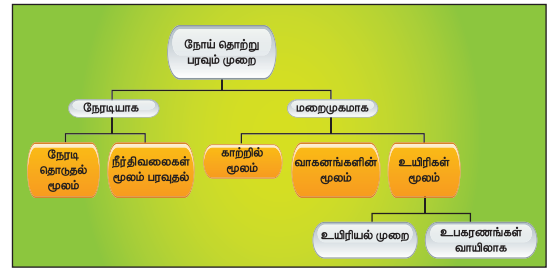 நோய் தொற்று
பரவும் முறை
நேரடியாக
மறைமுகமாக
நேரடி
தொடுதல்
மூலம்
நீர்திவலைகள்
மூலம் பரவுதல்
காற்றில்
மூலம்
வாகனங்களின்
மூலம்
உயிரிகள்
மூலம்
உயிரியல் முறை
உபகரணங்கள்
வாயிலாக